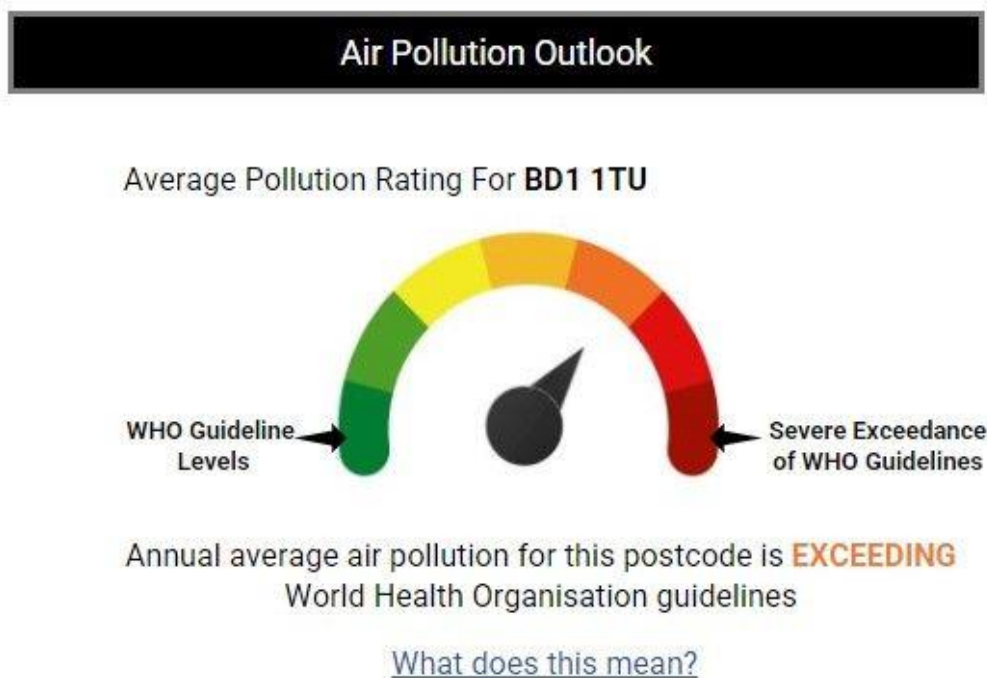 Air Pollution Outlook
Average Pollution Rating For BD1 1TU
WHO Guideline
Levels
Severe Exceedance
of WHO Guidelines
Annual average air pollution for this postcode is EXCEEDING
World Health Organisation guidelines
What does this mean?